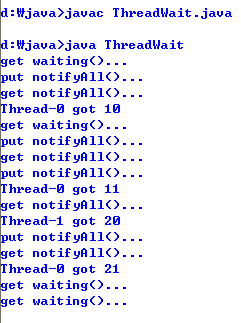 d:₩java>javac ThreadWait.java
d:₩java>java ThreadWait
get waiting()...
put notifyAll()...
get notifyAll()...
Thread-0 got 10
get waiting()...
put notifyAll()...
get notifyAll()...
put notifyAll()...
Thread-0 got 11
get notifyAll()...
Thread-1 got 20
put notifyAll()...
get notifyAll()...
Thread-0 got 21
get waiting()...
get waiting()...